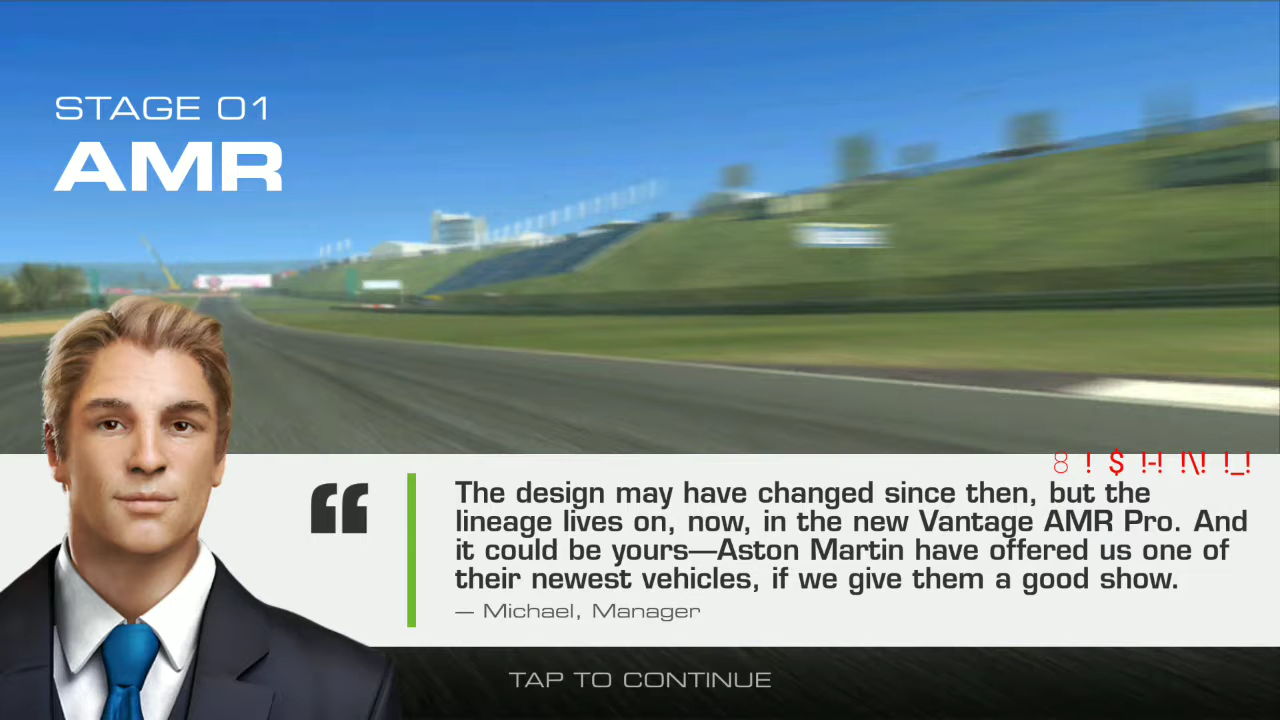 STAGE 01
AMR
8 ! $ !-! !\! !_!
The design may have changed since then, but the
lineage lives on, now, in the new Vantage AMR Pro. And
it could be yours—Aston Martin have offered us one of
their newest vehicles, if we give them a good show.
— Michael, Manager
TAP TO CONTINUE